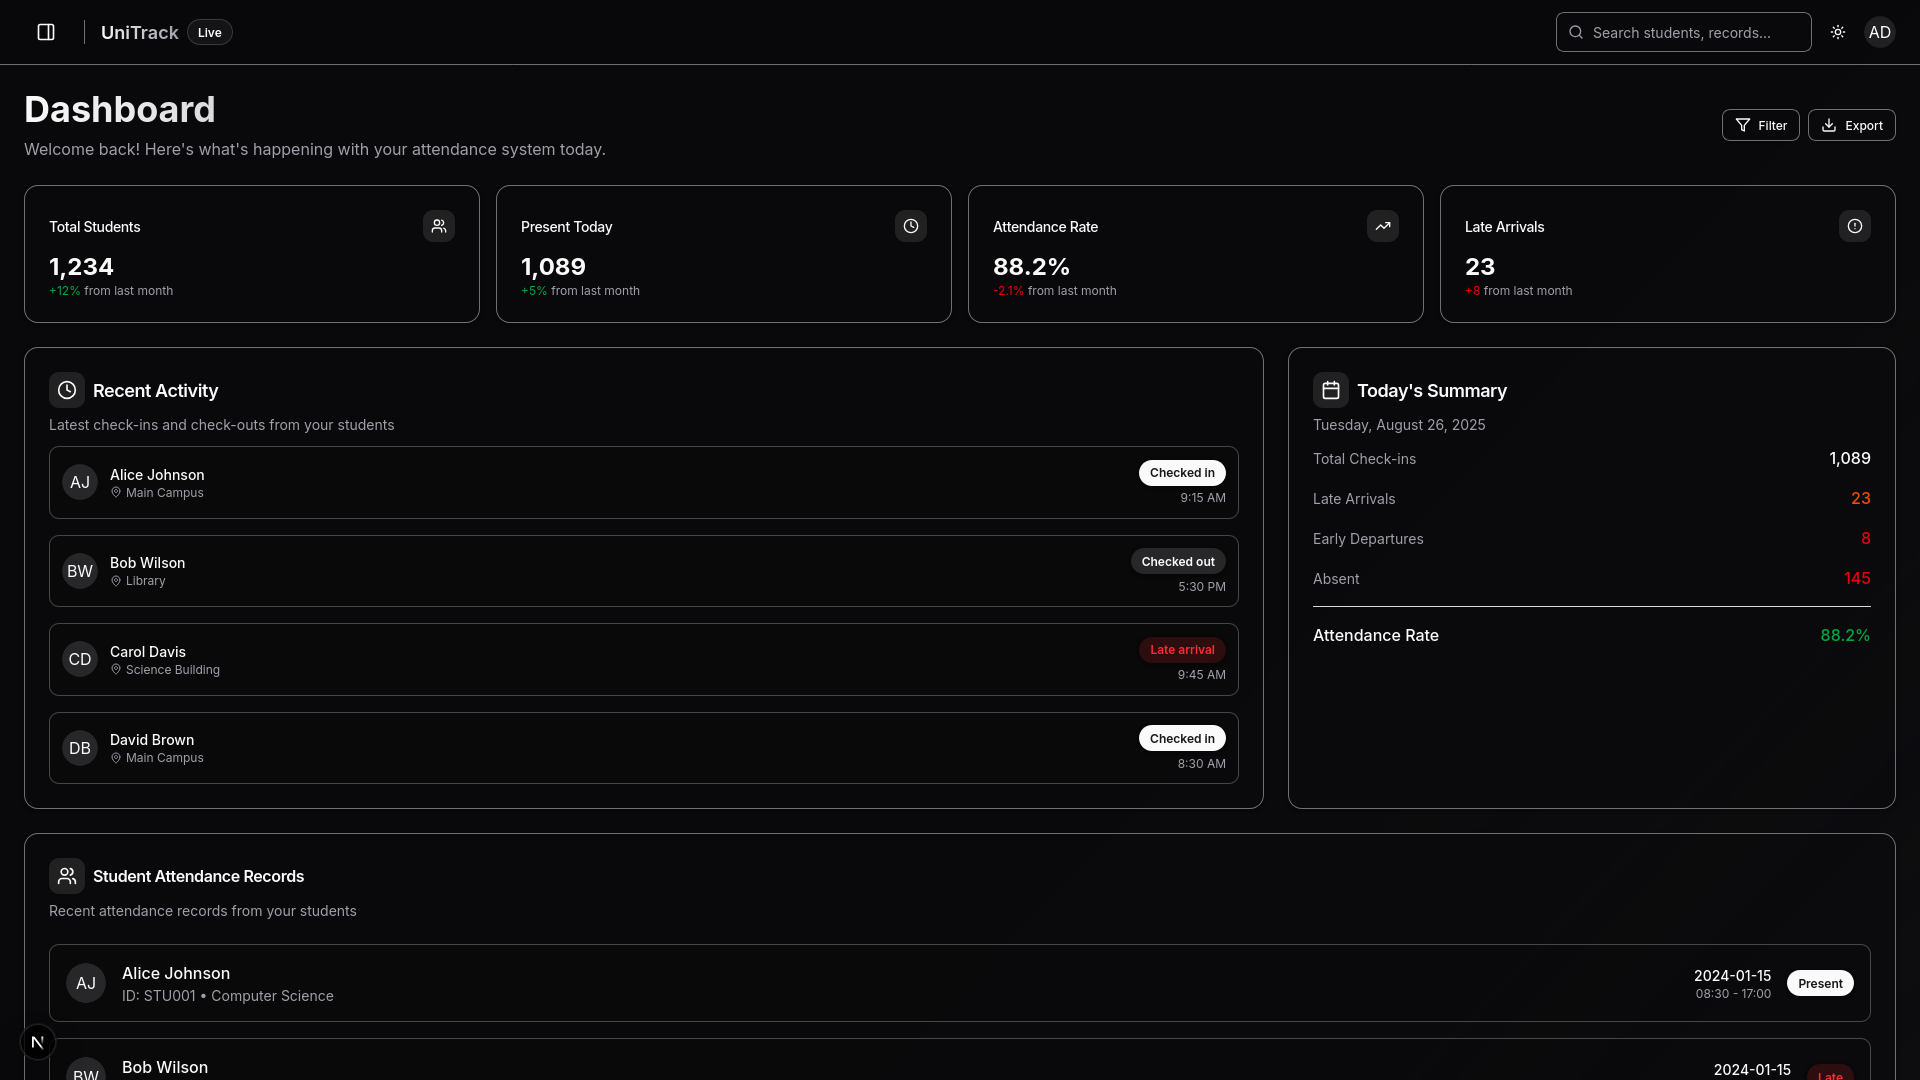 UniTrack
Live
Search students, records...
AD
Dashboard
Welcome back! Here's what's happening with your attendance system today.
Filter
Export
Total Students
1,234
+12% from last month
Present Today
1,089
+5% from last month
Attendance Rate
88.2%
-2.1% from last month
Late Arrivals
23
+8 from last month
Recent Activity
Latest check-ins and check-outs from your students
AJ
Alice Johnson
Main Campus
Checked in
9:15 AM
BW
Bob Wilson
Library
Checked out
5:30 PM
CD
Carol Davis
Science Building
Late arrival
9:45 AM
DB
David Brown
Main Campus
Checked in
8:30 AM
Today's Summary
Tuesday, August 26, 2025
Total Check-ins 1,089
Late Arrivals 23
Early Departures 8
Absent 145
Attendance Rate 88.2%
Student Attendance Records
Recent attendance records from your students
AJ
Alice Johnson
ID: STU001 • Computer Science
2024-01-15
08:30 - 17:00
Present
N
BW
Bob Wilson
2024-01-15
Late